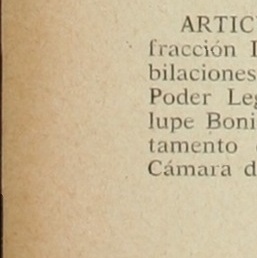 ARTIC
fracción I
bilaciones
Poder Leg
lupe Boni
tamento
Cámara d